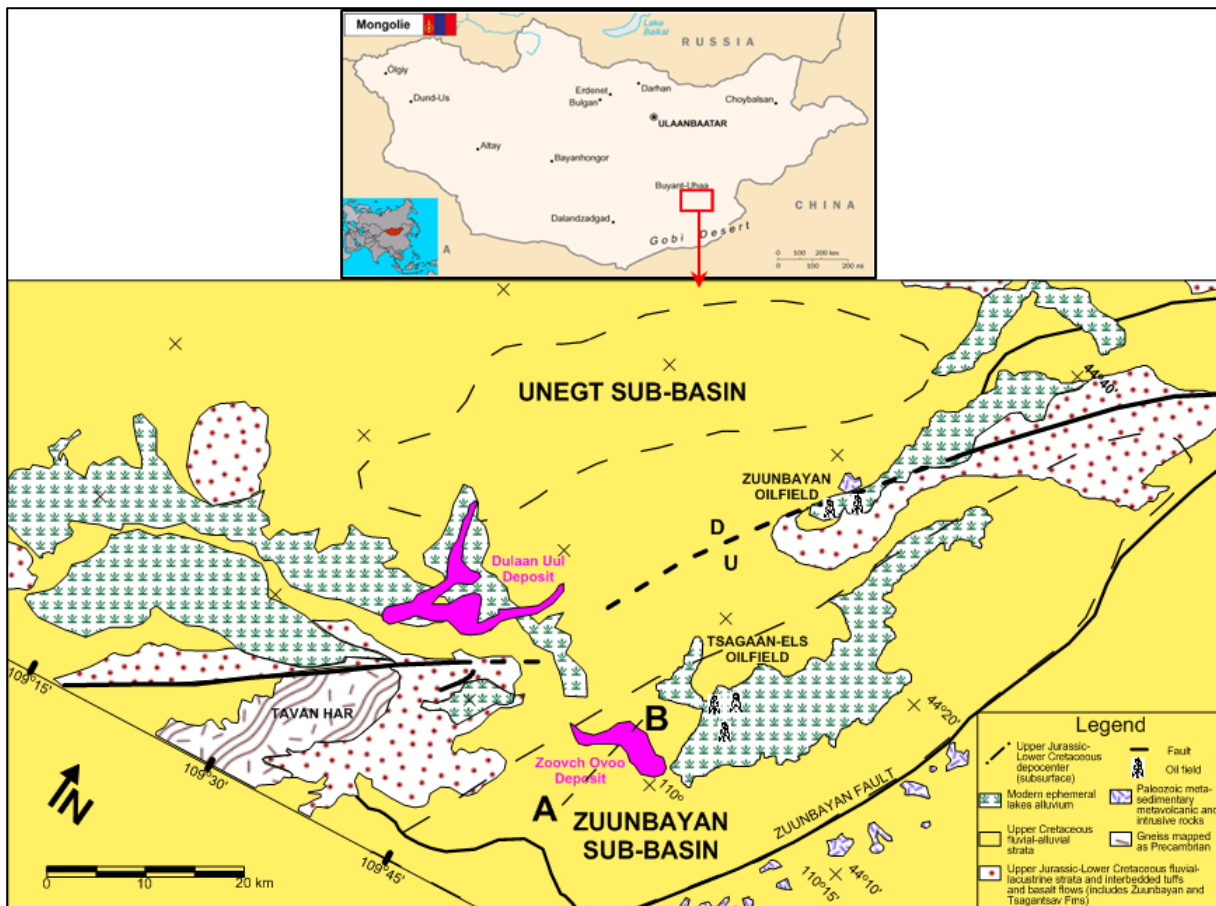 Mongolie
Lake
Baikal
RUSSIA
Olgiy
Dund-Us
Erdenet
Bulgan
Darhan
Choybalsan
ULAANBAATAR
Altay
Bayanhongor
Buyant-Uhaa
Dalandzadgad
Gobi Desert
CHINA
A
0 100 200 km
0 100 200 mi
UNEGT SUB-BASIN
44°40'
ZUUNBAYAN
OILFIELD
D
U
Dulaan Uul
Deposit
TSAGAAN-ELS
OILFIELD
109°15'
TAVAN HAR
109°30'
B
Zoovch Ovoo
Deposit
A
110°
44°20'
ZUUNBAYAN
SUB-BASIN
ZUUNBAYAN FAULT
109°45'
110°15'
44°10'
N
0 10 20 km
Legend
Upper Jurassic-
Lower Cretaceous
depocenter
(subsurface)
Fault
Oil field
Modern ephemeral
lakes alluvium
Paleozoic meta-
sedimentary
metavolcanic and
intrusive rocks
Upper Cretaceous
fluvial-alluvial
strata
Gneiss mapped
as Precambrian
Upper Jurassic-Lower Cretaceous fluvial-
lacustrine strata and interbedded tuffs
and basalt flows (includes Zuunbayan and
Tsagantsav Fms)